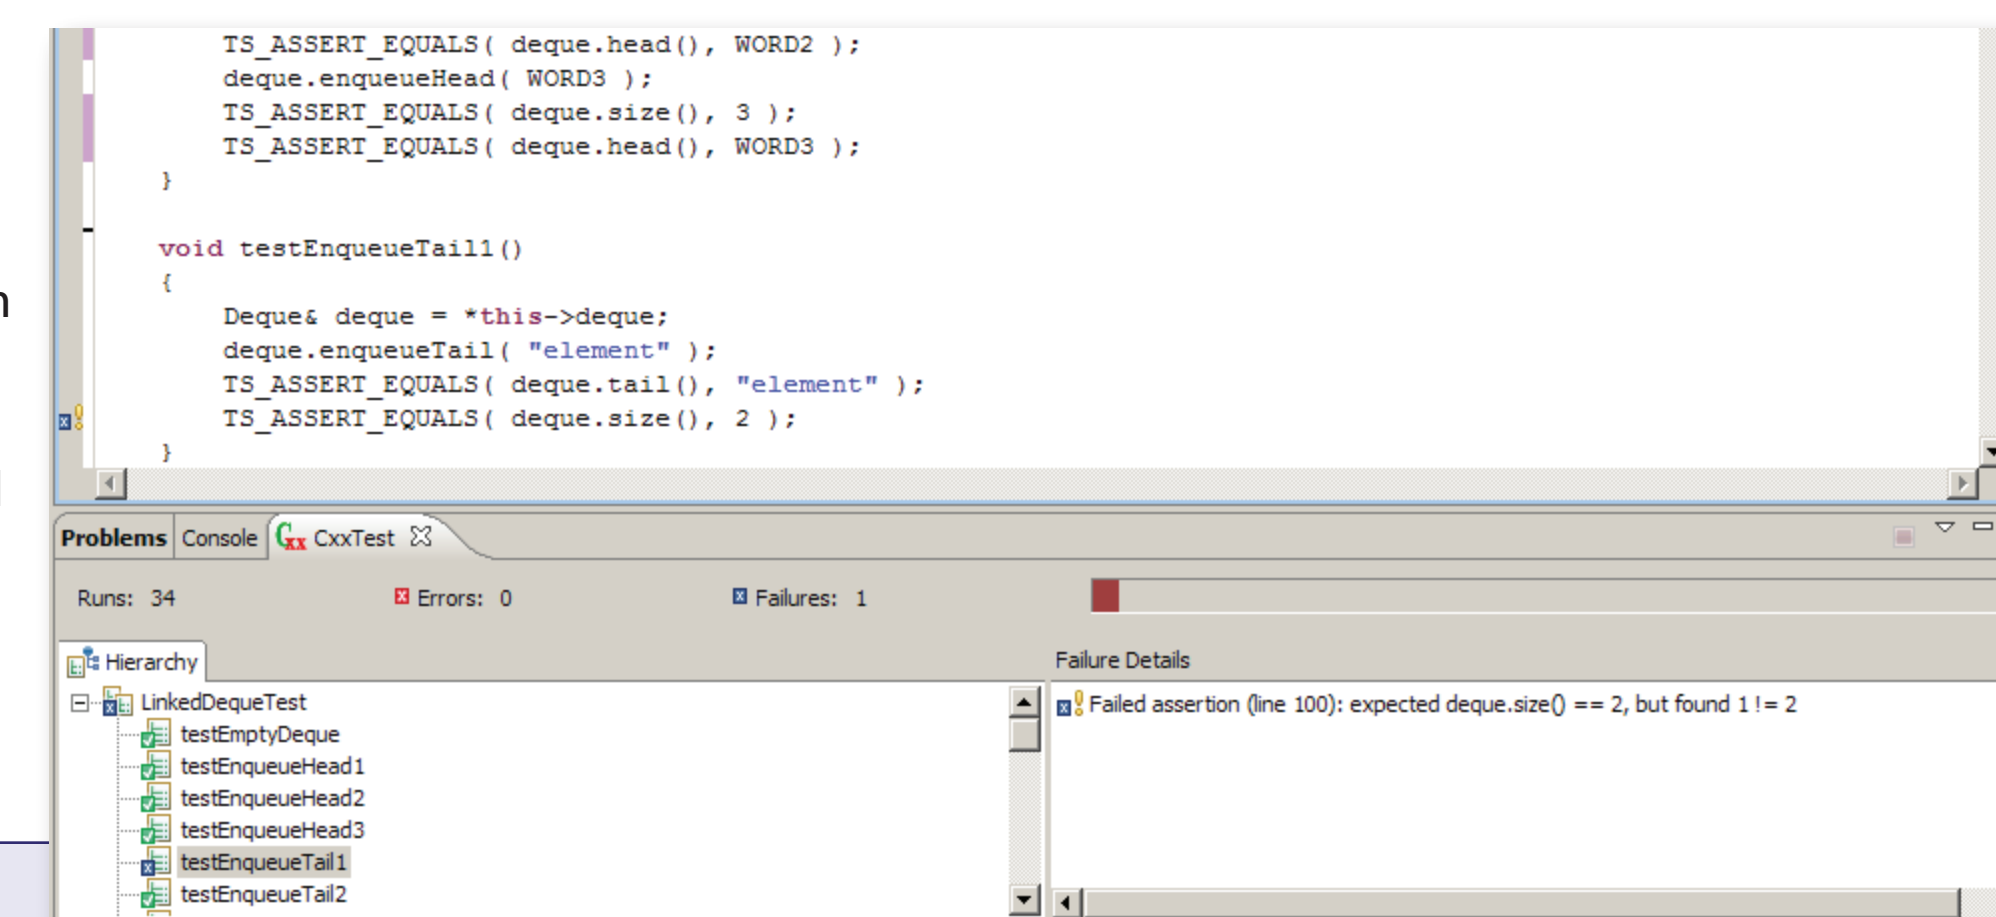 TS_ASSERT_EQUALS( deque.head(), WORD2 );
deque.enqueueHead( WORD3 );
TS_ASSERT_EQUALS( deque.size(), 3 );
TS_ASSERT_EQUALS( deque.head(), WORD3 );
}
void testEnqueueTail1()
{
Deque& deque = *this->deque;
deque.enqueueTail( "element" );
TS_ASSERT_EQUALS( deque.tail(), "element" );
TS_ASSERT_EQUALS( deque.size(), 2 );
}
Problems Console CxxTest
Runs: 34 Errors: 0 Failures: 1
Hierarchy
LinkedDequeTest
testEmptyDeque
testEnqueueHead1
testEnqueueHead2
testEnqueueHead3
testEnqueueTail1
testEnqueueTail2
Failure Details
Failed assertion (line 100): expected deque.size() == 2, but found 1 != 2